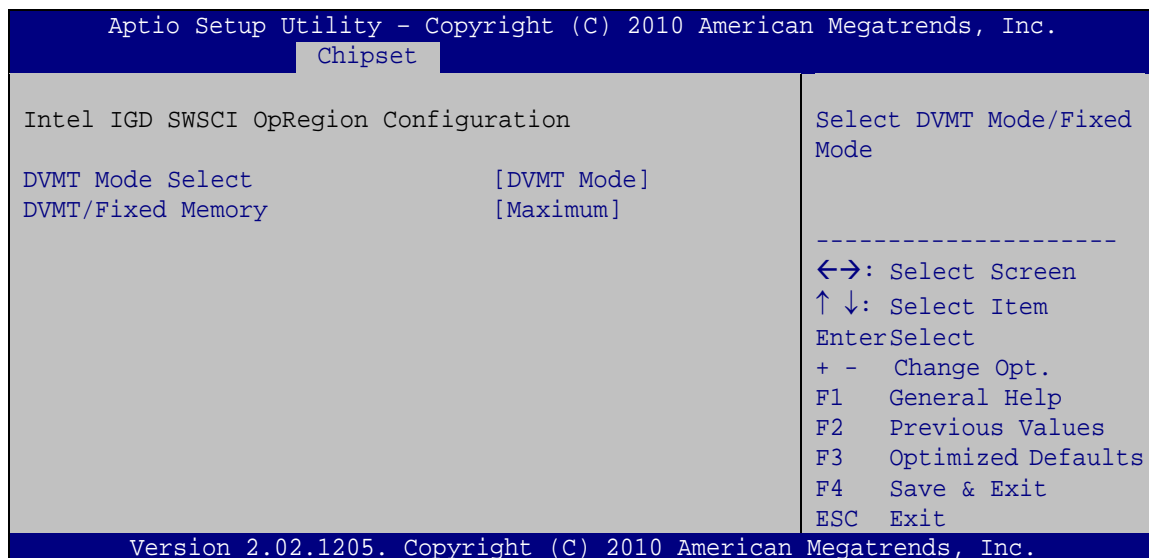 Aptio Setup Utility – Copyright (C) 2010 American Megatrends, Inc.
Chipset
Intel IGD SWSCI OpRegion Configuration
DVMT Mode Select [DVMT Mode]
DVMT/Fixed Memory [Maximum]
Select DVMT Mode/Fixed
Mode
---------------------
←→: Select Screen
↑ ↓: Select Item
EnterSelect
+ - Change Opt.
F1 General Help
F2 Previous Values
F3 Optimized Defaults
F4 Save & Exit
ESC Exit
Version 2.02.1205. Copyright (C) 2010 American Megatrends, Inc.